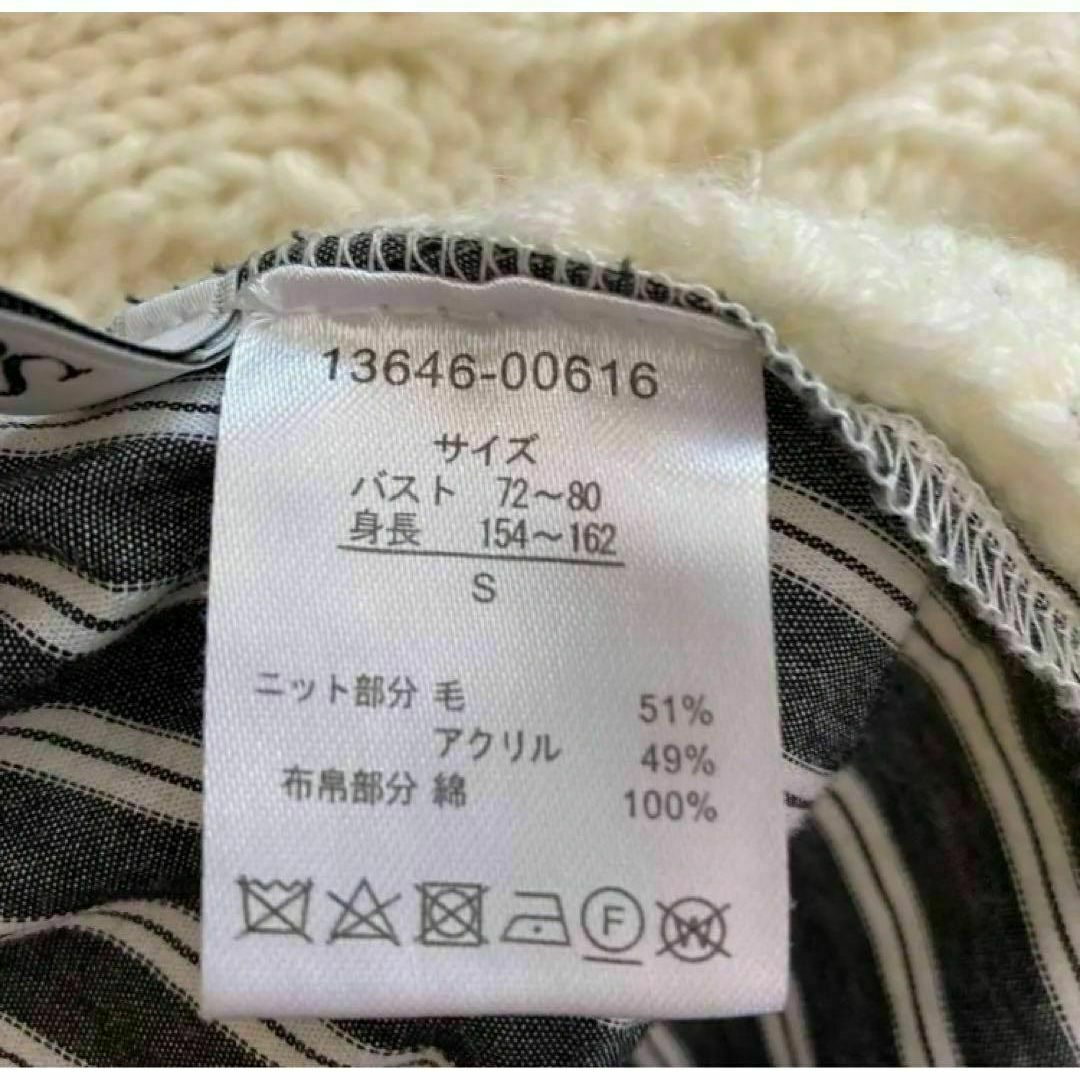 13646-00616
サイズ
バスト 72～80
身長 154～162
S
ニット部分 毛 51%
アクリル 49%
布帛部分 綿 100%
F
W